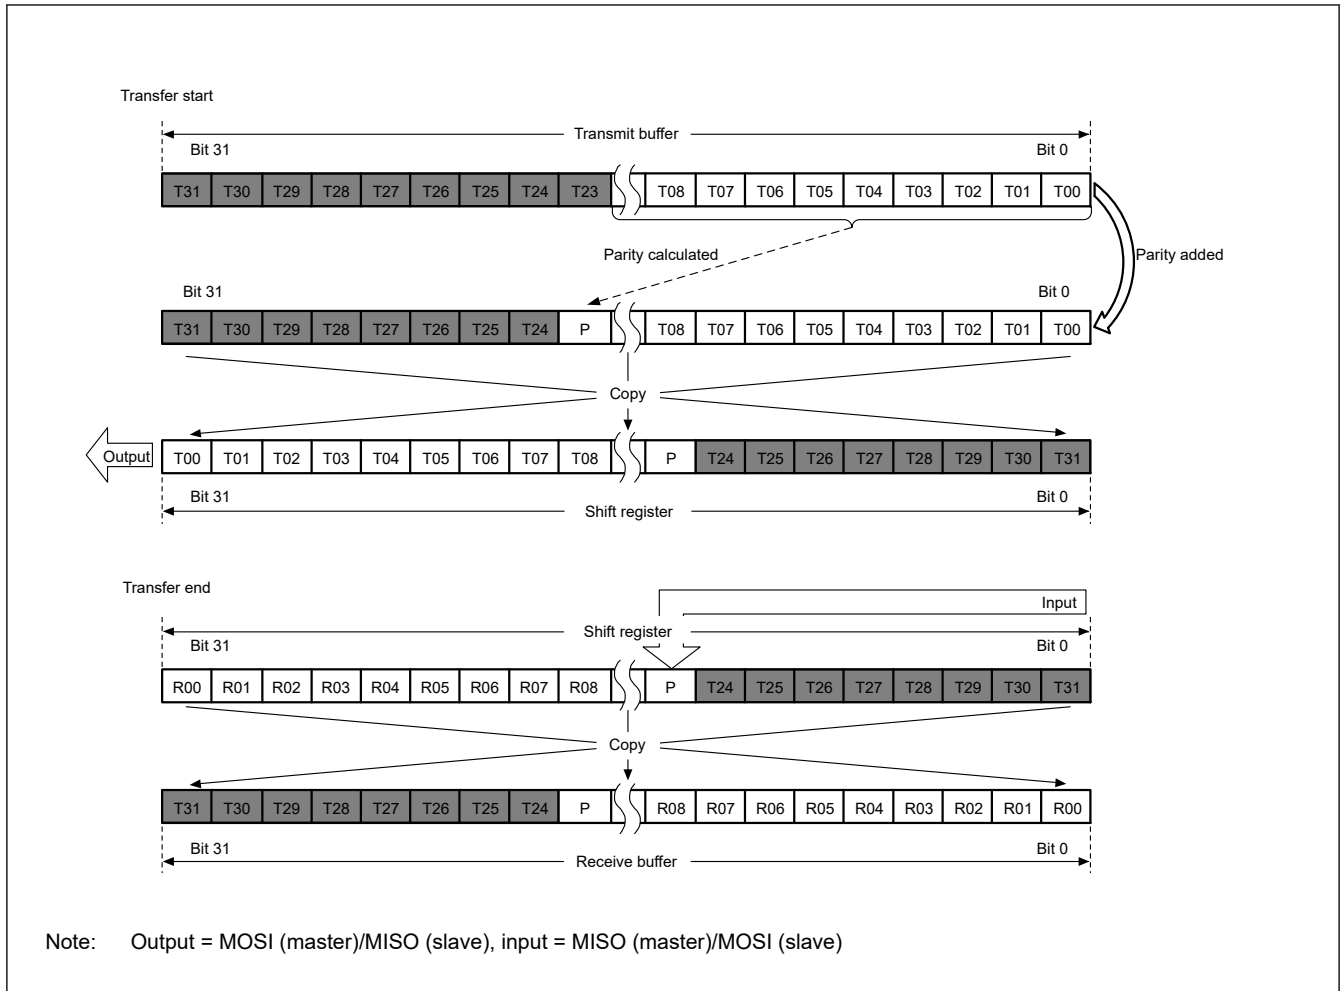 Transfer start
Transmit buffer
Bit 31 Bit 0
T31 T30 T29 T28 T27 T26 T25 T24 T23 T08 T07 T06 T05 T04 T03 T02 T01 T00
Parity calculated Parity added
Bit 31 Bit 0
T31 T30 T29 T28 T27 T26 T25 T24 P T08 T07 T06 T05 T04 T03 T02 T01 T00
Copy
Output T00 T01 T02 T03 T04 T05 T06 T07 T08 P T24 T25 T26 T27 T28 T29 T30 T31
Bit 31 Bit 0
Shift register
Transfer end
Input
Shift register
Bit 31 Bit 0
R00 R01 R02 R03 R04 R05 R06 R07 R08 P T24 T25 T26 T27 T28 T29 T30 T31
Copy
T31 T30 T29 T28 T27 T26 T25 T24 P R08 R07 R06 R05 R04 R03 R02 R01 R00
Bit 31 Bit 0
Receive buffer
Note: Output = MOSI (master)/MISO (slave), input = MISO (master)/MOSI (slave)